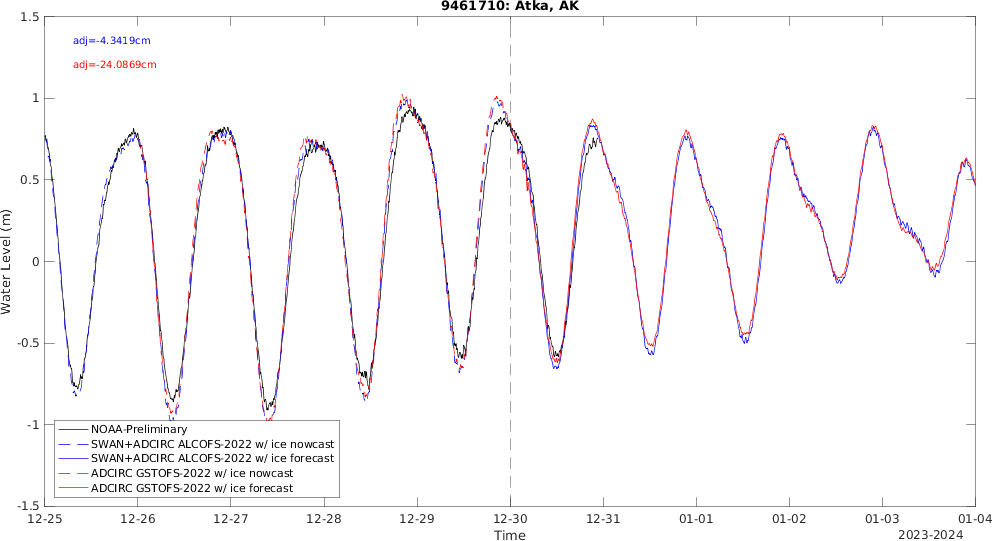 9461710: Atka, AK
1.5
adj=-4.3419cm
adj=-24.0869cm
1
0.5
0
-0.5
-1
-1.5
Water Level (m)
NOAA-Preliminary
SWAN+ADCIRC ALCOFS-2022 w/ ice nowcast
SWAN+ADCIRC ALCOFS-2022 w/ ice forecast
ADCIRC GSTOFS-2022 w/ ice nowcast
ADCIRC GSTOFS-2022 w/ ice forecast
12-25 12-26 12-27 12-28 12-29 12-30 12-31 01-01 01-02 01-03 01-04
Time
2023-2024